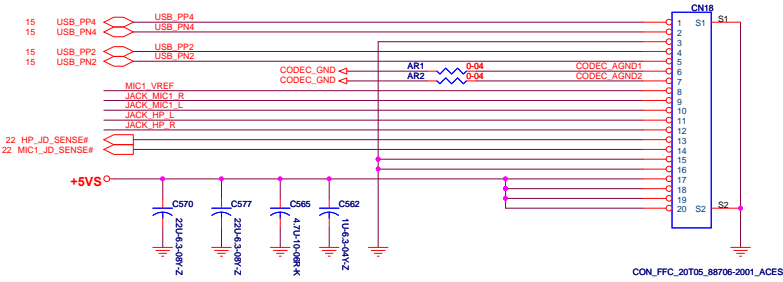 CN18
15 USB_PP4 USB_PP4 1 S1 S1
15 USB_PN4 USB_PN4 2
3
15 USB_PP2 USB_PP2 4
15 USB_PN2 USB_PN2 5
CODEC_GND AR1 0-04 CODEC_AGND1 6
CODEC_GND AR2 0-04 CODEC_AGND2 7
MIC1_VREF 8
JACK_MIC1_R 9
JACK_MIC1_L 10
JACK_HP_L 11
JACK_HP_R 12
22 HP_JD_SENSE# 13
22 MIC1_JD_SENSE# 14
15
16
+5VS 17
18
19
20 S2 S2
C570 22U-6.3-08Y-Z
C577 22U-6.3-08Y-Z
C565 4.7U-10-06R-K
C562 1U-6.3-04Y-Z
CON_FFC_20T05_88706-2001_ACES